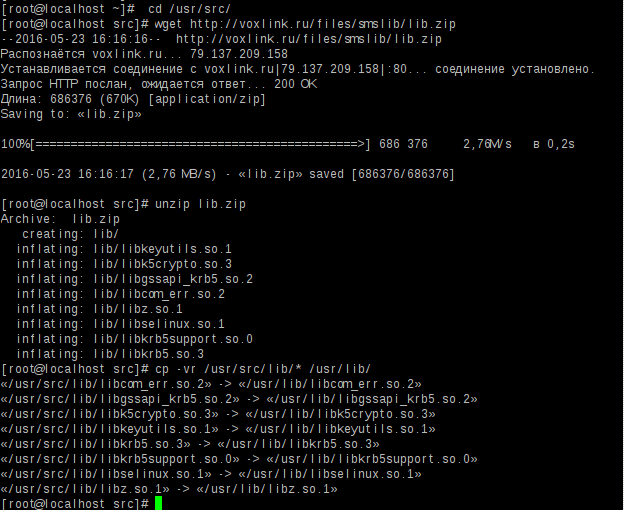 [root@localhost ~]#  cd /usr/src/
[root@localhost src]# wget http://voxlink.ru/files/smslib/lib.zip
--2016-05-23 16:16:16--  http://voxlink.ru/files/smslib/lib.zip
Распознаётся voxlink.ru... 79.137.209.158
Устанавливается соединение с voxlink.ru|79.137.209.158|:80... соединение установлено.
Запрос HTTP послан, ожидается ответ... 200 OK
Длина: 686376 (670K) [application/zip]
Saving to: «lib.zip»
100%[============================================>] 686 376     2,76M/s   в 0,2s
2016-05-23 16:16:17 (2,76 MB/s) - «lib.zip» saved [686376/686376]
[root@localhost src]# unzip lib.zip
Archive:  lib.zip
   creating: lib/
  inflating: lib/libkeyutils.so.1
  inflating: lib/libk5crypto.so.3
  inflating: lib/libgssapi_krb5.so.2
  inflating: lib/libcom_err.so.2
  inflating: lib/libz.so.1
  inflating: lib/libselinux.so.1
  inflating: lib/libkrb5support.so.0
  inflating: lib/libkrb5.so.3
[root@localhost src]# cp -vr /usr/src/lib/* /usr/lib/
«/usr/src/lib/libcom_err.so.2» -> «/usr/lib/libcom_err.so.2»
«/usr/src/lib/libgssapi_krb5.so.2» -> «/usr/lib/libgssapi_krb5.so.2»
«/usr/src/lib/libk5crypto.so.3» -> «/usr/lib/libk5crypto.so.3»
«/usr/src/lib/libkeyutils.so.1» -> «/usr/lib/libkeyutils.so.1»
«/usr/src/lib/libkrb5.so.3» -> «/usr/lib/libkrb5.so.3»
«/usr/src/lib/libkrb5support.so.0» -> «/usr/lib/libkrb5support.so.0»
«/usr/src/lib/libselinux.so.1» -> «/usr/lib/libselinux.so.1»
«/usr/src/lib/libz.so.1» -> «/usr/lib/libz.so.1»
[root@localhost src]#